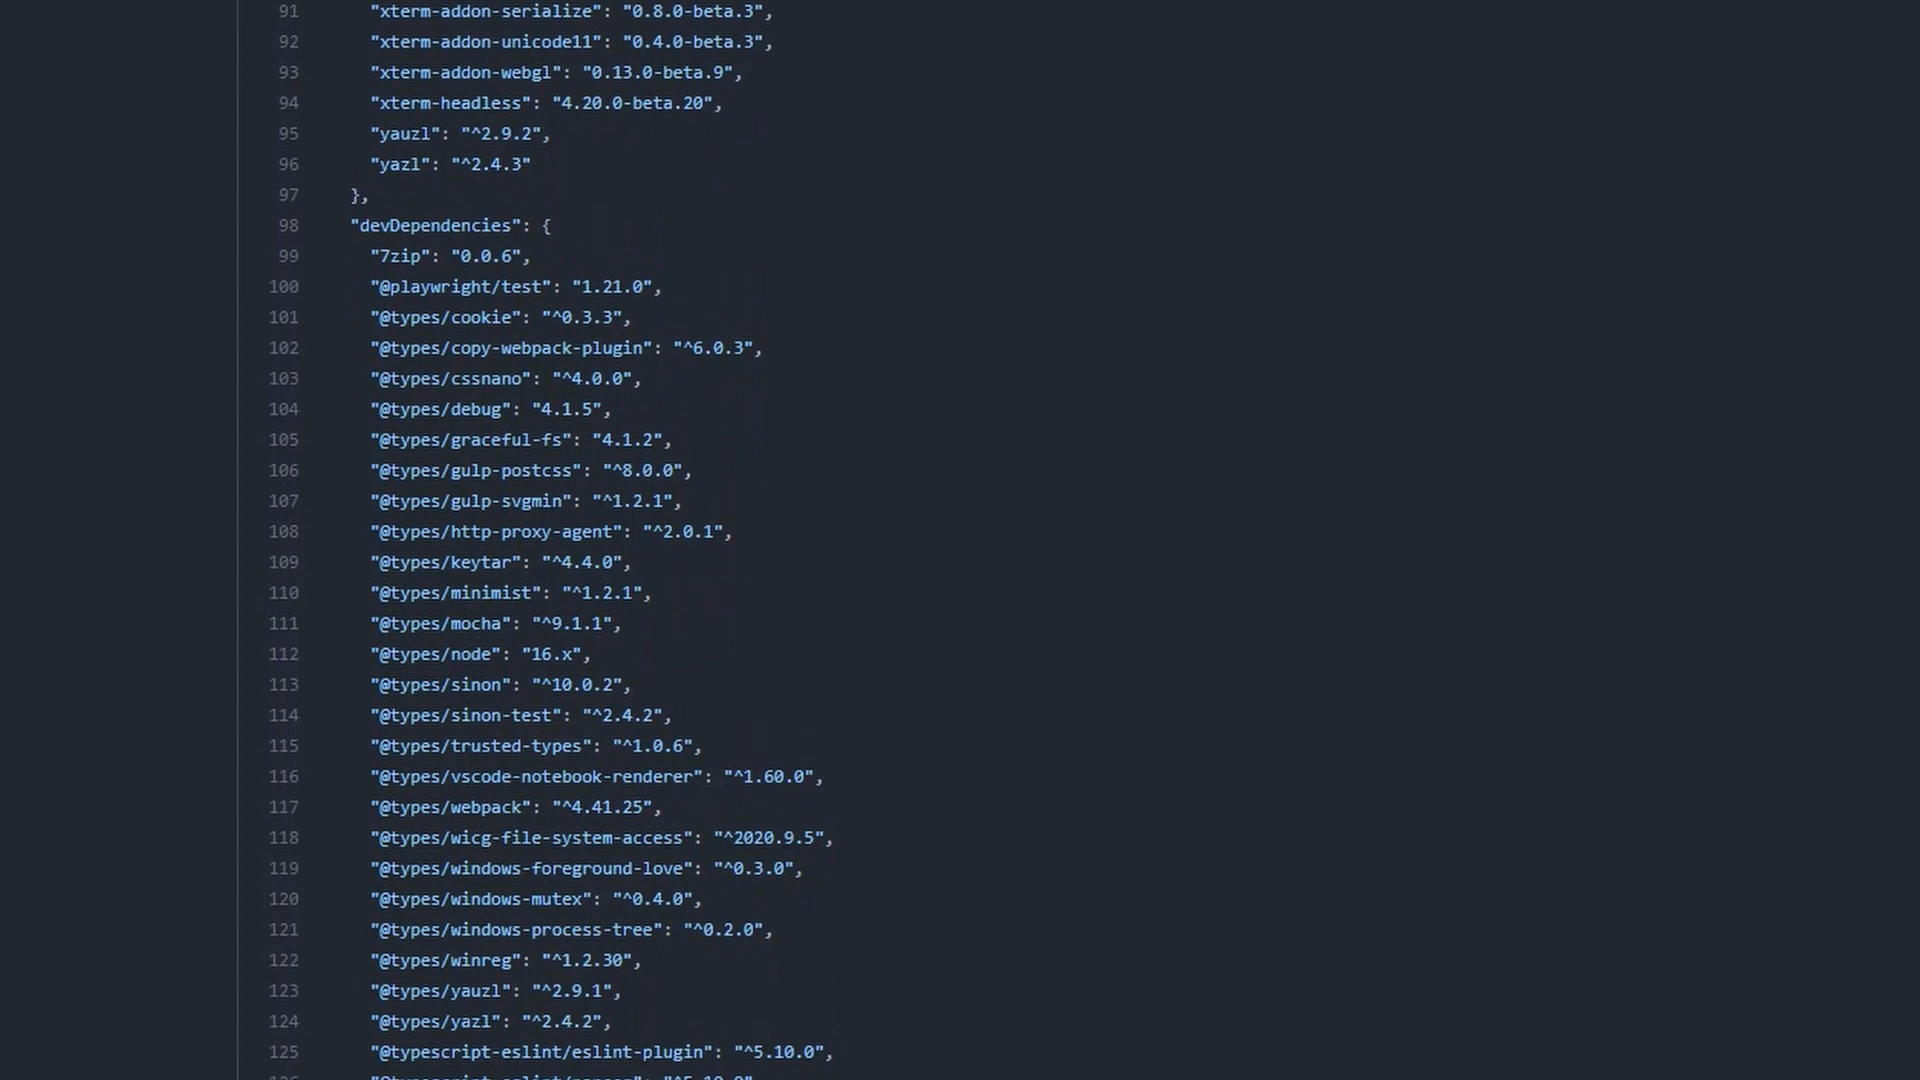 91 "xterm-addon-serialize": "0.8.0-beta.3",
92 "xterm-addon-unicode11": "0.4.0-beta.3",
93 "xterm-addon-webgl": "0.13.0-beta.9",
94 "xterm-headless": "4.20.0-beta.20",
95 "yauzl": "^2.9.2",
96 "yazl": "^2.4.3"
97 },
98 "devDependencies": {
99 "7zip": "0.0.6",
100 "@playwright/test": "1.21.0",
101 "@types/cookie": "^0.3.3",
102 "@types/copy-webpack-plugin": "^6.0.3",
103 "@types/cssnano": "^4.0.0",
104 "@types/debug": "4.1.5",
105 "@types/graceful-fs": "4.1.2",
106 "@types/gulp-postcss": "^8.0.0",
107 "@types/gulp-svgmin": "^1.2.1",
108 "@types/http-proxy-agent": "^2.0.1",
109 "@types/keytar": "^4.4.0",
110 "@types/minimist": "^1.2.1",
111 "@types/mocha": "^9.1.1",
112 "@types/node": "16.x",
113 "@types/sinon": "^10.0.2",
114 "@types/sinon-test": "^2.4.2",
115 "@types/trusted-types": "^1.0.6",
116 "@types/vscode-notebook-renderer": "^1.60.0",
117 "@types/webpack": "^4.41.25",
118 "@types/wicg-file-system-access": "^2020.9.5",
119 "@types/windows-foreground-love": "^0.3.0",
120 "@types/windows-mutex": "^0.4.0",
121 "@types/windows-process-tree": "^0.2.0",
122 "@types/winreg": "^1.2.30",
123 "@types/yauzl": "^2.9.1",
124 "@types/yazl": "^2.4.2",
125 "@typescript-eslint/eslint-plugin": "^5.10.0",